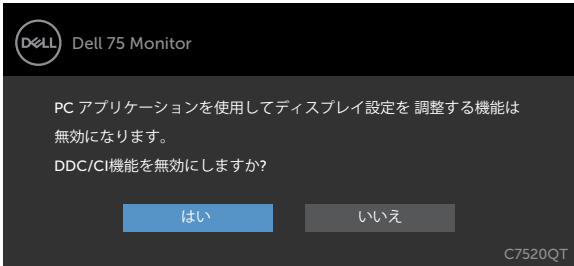 DELL Dell 75 Monitor
PC アプリケーションを使用してディスプレイ設定を 調整する機能は
無効になります。
DDC/CI機能を無効にしますか?
はい いいえ
C7520QT